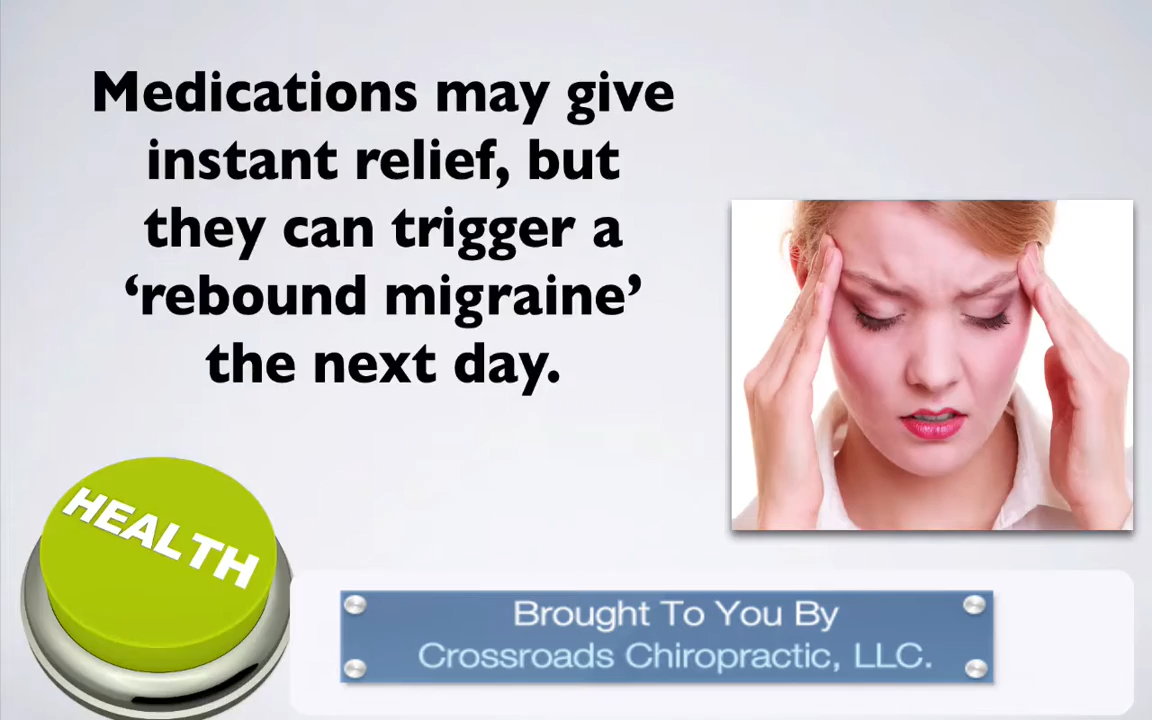 Medications may give
instant relief, but
they can trigger a
‘rebound migraine’
the next day.
HEALTH
Brought To You By
Crossroads Chiropractic, LLC.